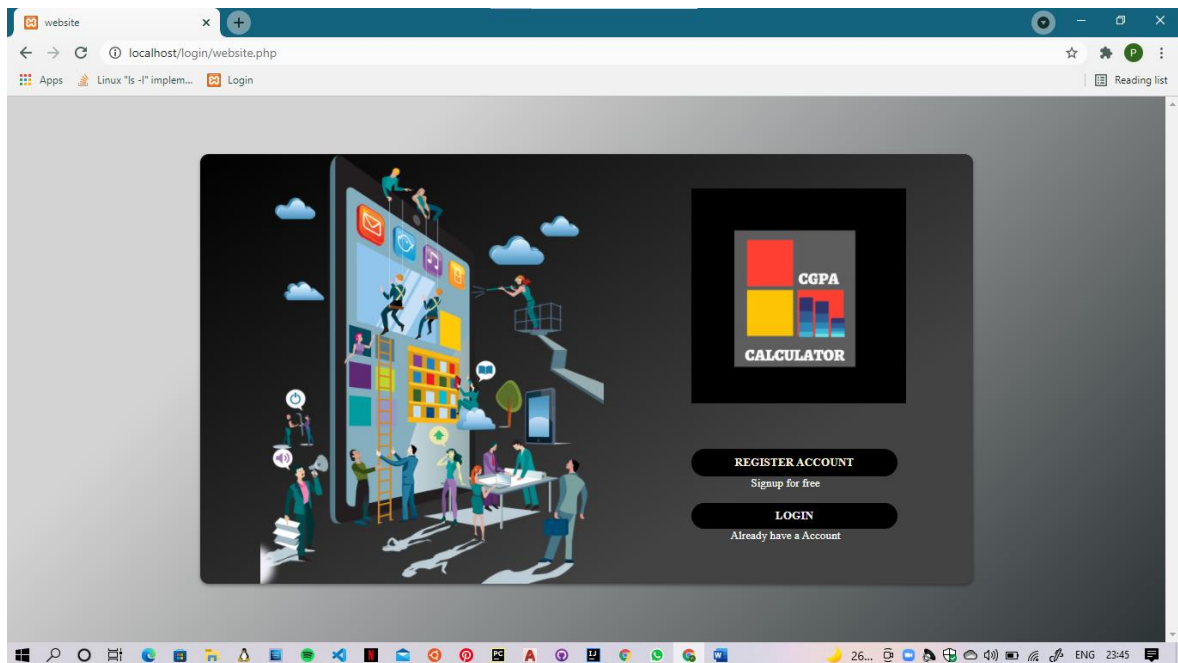 website
localhost/login/website.php
P
Apps
Linux "ls -l" implem...
Login
Reading list
CGPA
CALCULATOR
REGISTER ACCOUNT
Signup for free
LOGIN
Already have a Account
26...
ENG
23:45